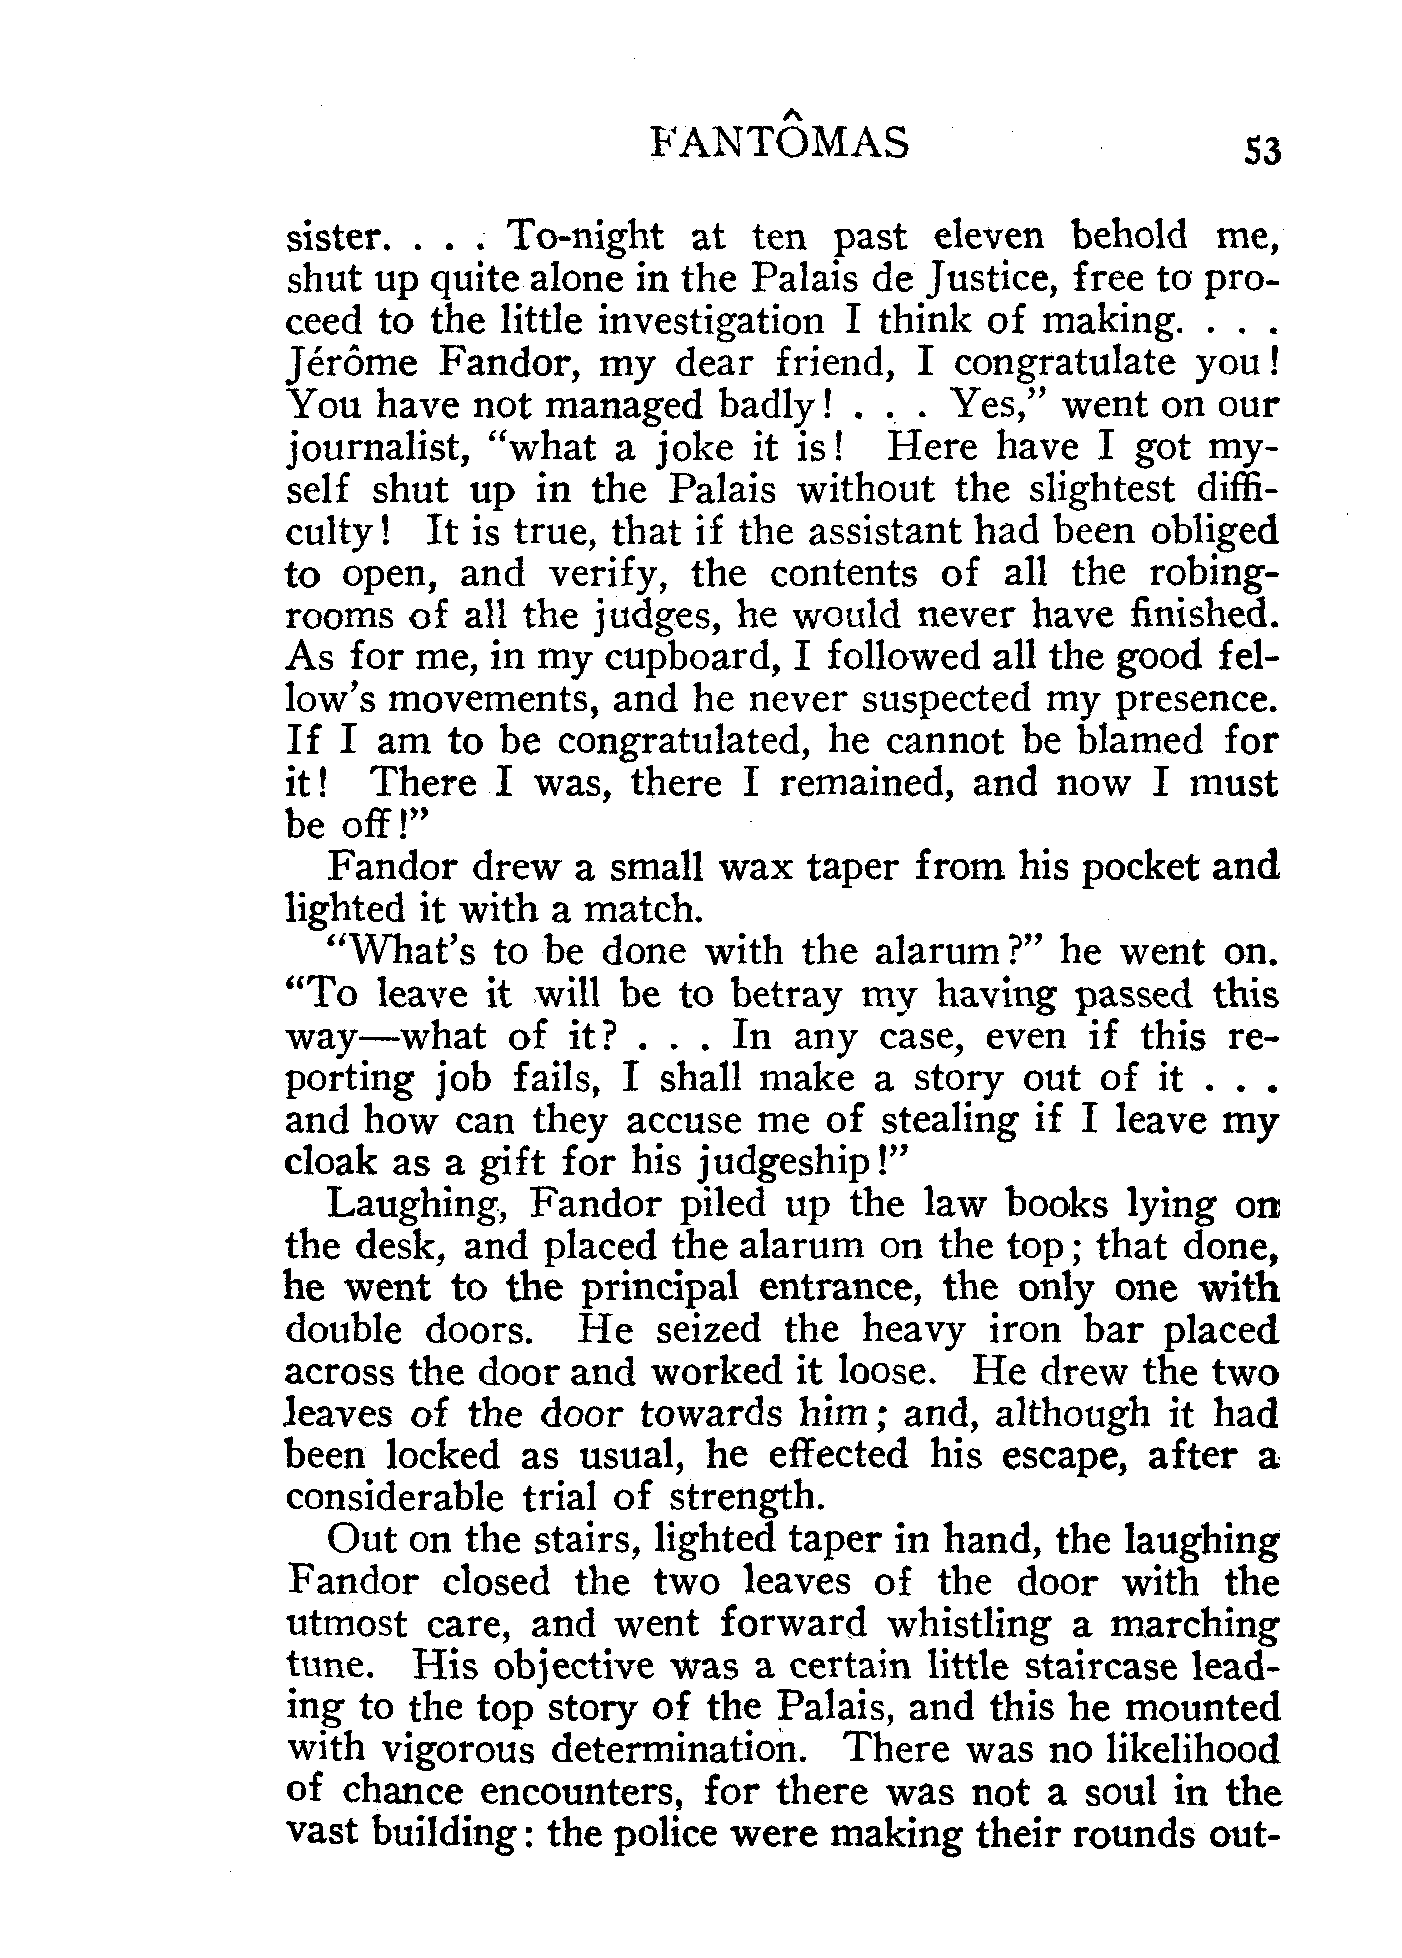 FANTÔMAS 53
sister. . . . To-night at ten past eleven behold me,
shut up quite alone in the Palais de Justice, free to pro-
ceed to the little investigation I think of making. . . .
Jérôme Fandor, my dear friend, I congratulate you!
You have not managed badly! . . . Yes,” went on our
journalist, “what a joke it is! Here have I got my-
self shut up in the Palais without the slightest diffi-
culty! It is true, that if the assistant had been obliged
to open, and verify, the contents of all the robing-
rooms of all the judges, he would never have finished.
As for me, in my cupboard, I followed all the good fel-
low's movements, and he never suspected my presence.
If I am to be congratulated, he cannot be blamed for
it! There I was, there I remained, and now I must
be off!”
Fandor drew a small wax taper from his pocket and
lighted it with a match.
“What's to be done with the alarum?” he went on.
“To leave it will be to betray my having passed this
way—what of it? . . . In any case, even if this re-
porting job fails, I shall make a story out of it . . .
and how can they accuse me of stealing if I leave my
cloak as a gift for his judgeship!”
Laughing, Fandor piled up the law books lying on
the desk, and placed the alarum on the top; that done,
he went to the principal entrance, the only one with
double doors. He seized the heavy iron bar placed
across the door and worked it loose. He drew the two
leaves of the door towards him; and, although it had
been locked as usual, he effected his escape, after a
considerable trial of strength.
Out on the stairs, lighted taper in hand, the laughing
Fandor closed the two leaves of the door with the
utmost care, and went forward whistling a marching
tune. His objective was a certain little staircase lead-
ing to the top story of the Palais, and this he mounted
with vigorous determination. There was no likelihood
of chance encounters, for there was not a soul in the
vast building: the police were making their rounds out-